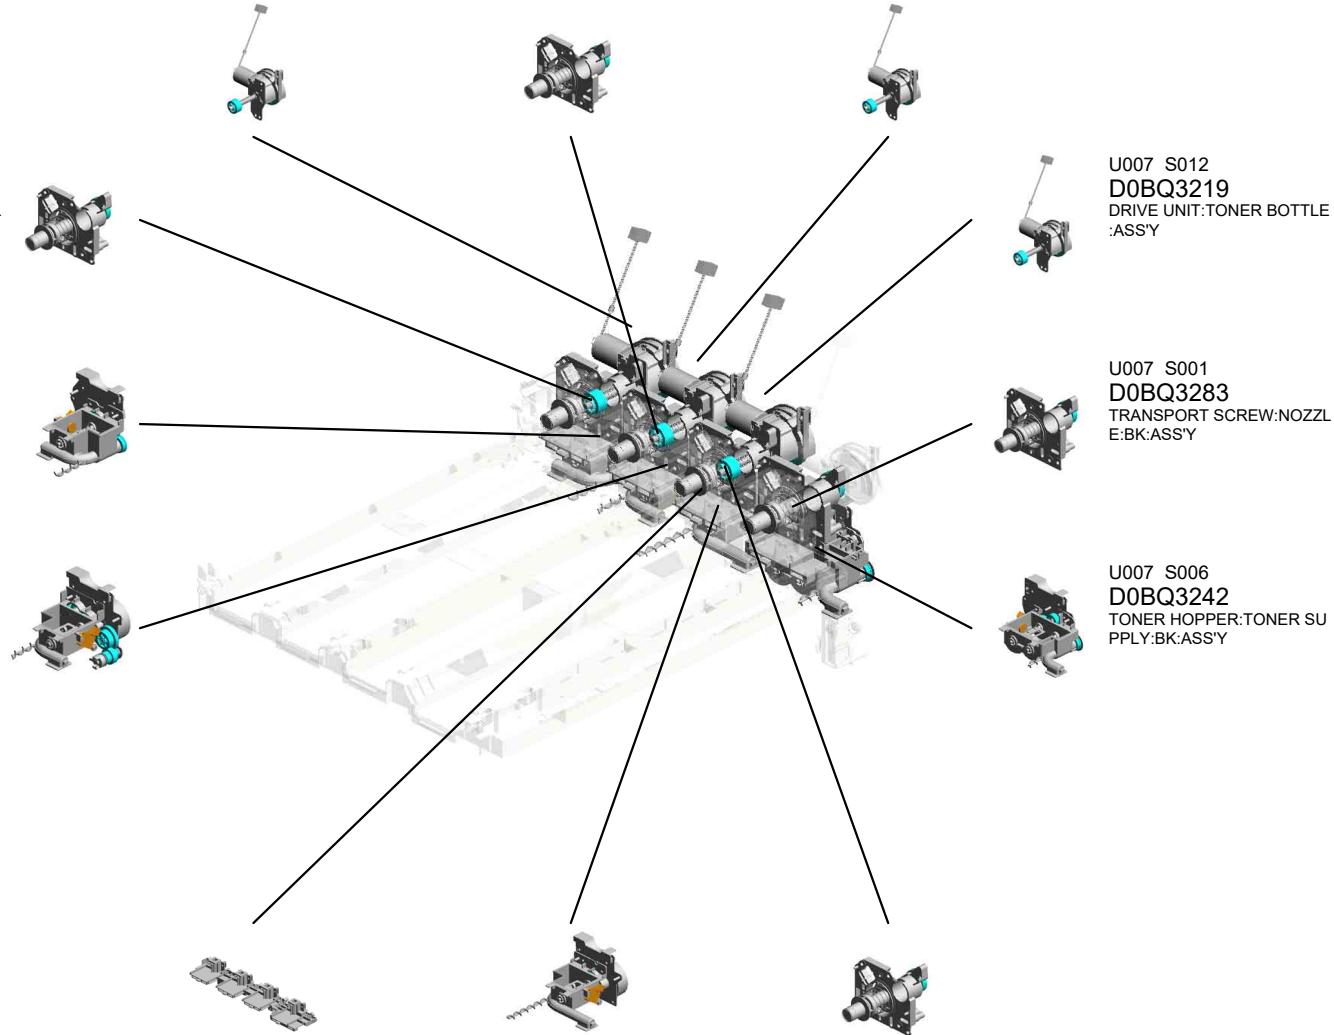 U007 S012
D0BQ3219
DRIVE UNIT:TONER BOTTLE
:ASS'Y
U007 S001
D0BQ3283
TRANSPORT SCREW:NOZZL
E:BK:ASS'Y
U007 S006
D0BQ3242
TONER HOPPER:TONER SU
PPLY:BK:ASS'Y